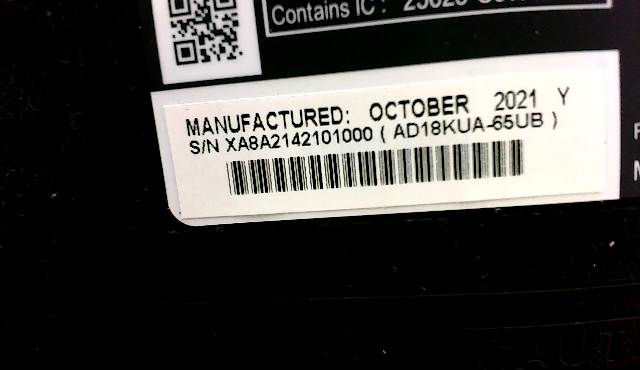 Contains IC :
MANUFACTURED: OCTOBER 2021 Y
S/N XA8A2142101000 ( AD18KUA-65UB )